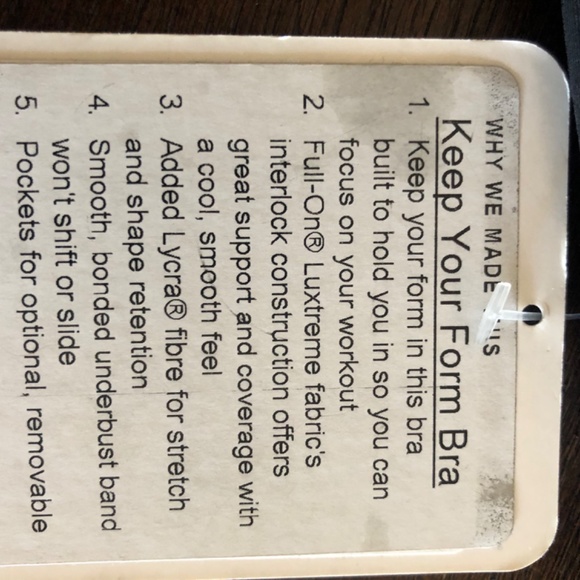 WHY WE MADE
Keep Your Form Bra
1. Keep your form in this bra
built to hold you in so you can
focus on your workout
2. Full-On® Luxtreme fabric's
interlock construction offers
great support and coverage with
a cool, smooth feel
3. Added Lycra® fibre for stretch
and shape retention
4. Smooth, bonded underbust band
won't shift or slide
5. Pockets for optional, removable